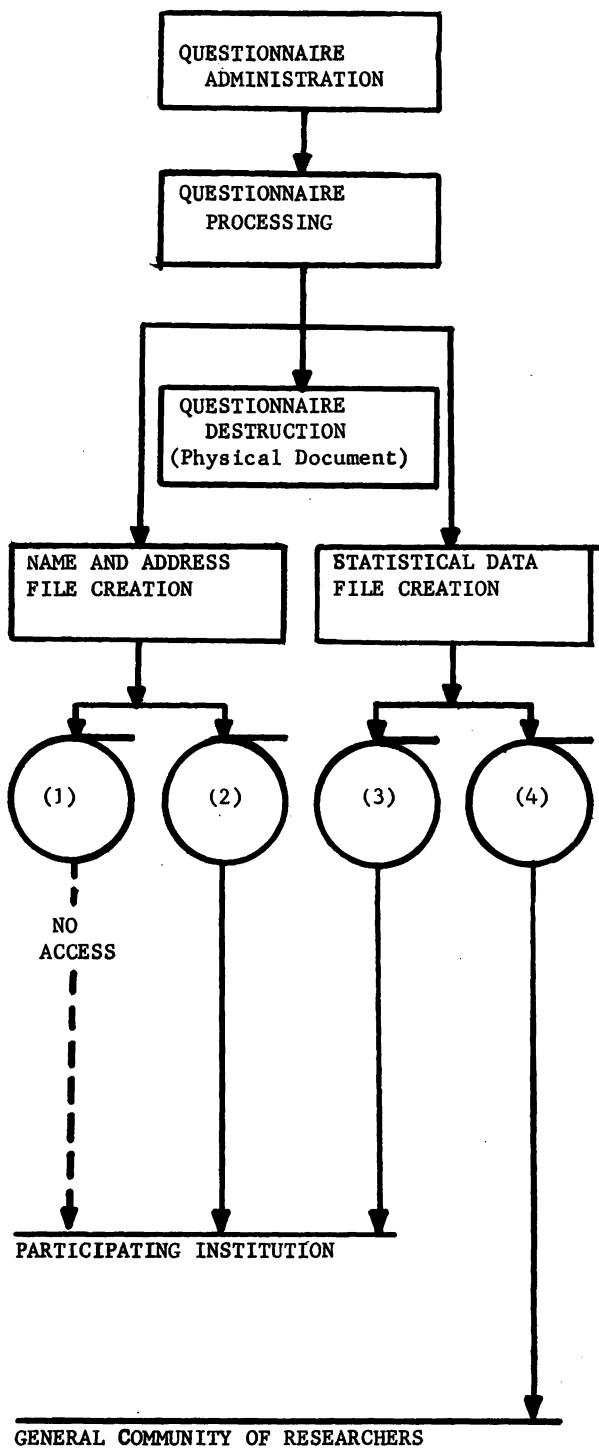 QUESTIONNAIRE
ADMINISTRATION
QUESTIONNAIRE
PROCESSING
QUESTIONNAIRE
DESTRUCTION
(Physical Document)
NAME AND ADDRESS
FILE CREATION
STATISTICAL DATA
FILE CREATION
(1)
(2)
(3)
(4)
NO
ACCESS
PARTICIPATING INSTITUTION
GENERAL COMMUNITY OF RESEARCHERS